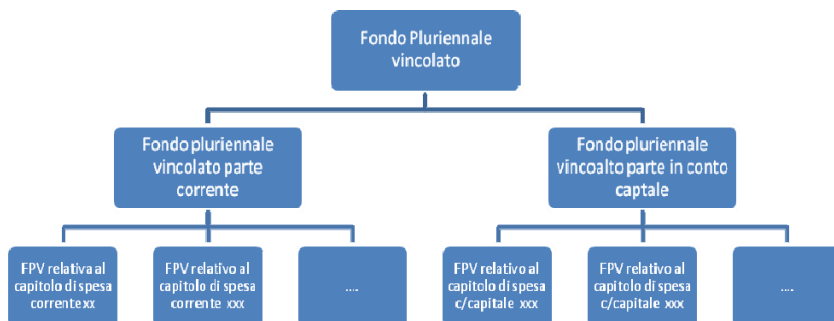 Fondo Pluriennale
vincolato
Fondo pluriennale
vincolato parte
corrente
Fondo pluriennale
vincoalto parte in conto
captale
FPV relativa al
capitolo di spesa
corrente xx
FPV relativo al
capitolo di spesa
corrente xxx
....
FPV relativo al
capitolo di spesa
c/capitale xxx
FPV relativo al
capitolo di spesa
c/capitale xxx
....